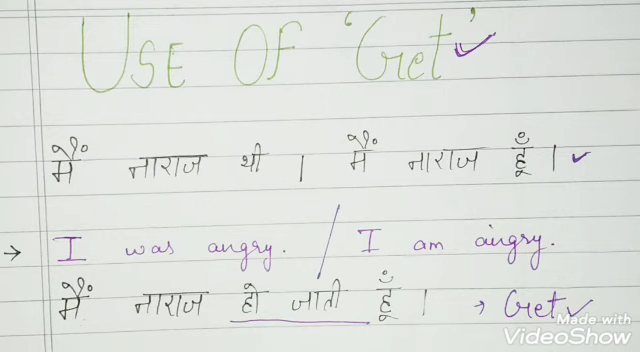 USE OF 'Get' ✓
मैं नाराज थी | मैं नाराज हूँ | ✓
→ I was angry. / I am angry.
मैं नाराज हो जाती हूँ | → Get ✓
Made with
VideoShow